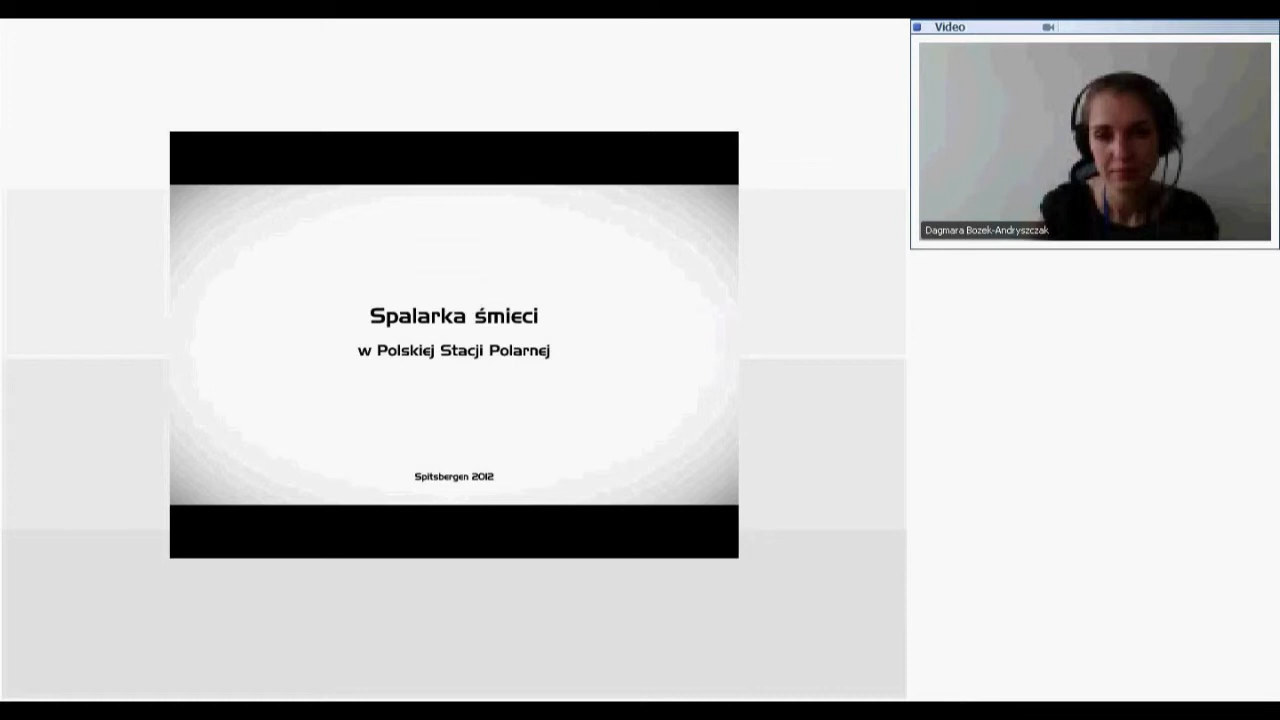 Video
Dagmara Bozek-Andryszczak
Spalarka śmieci
w Polskiej Stacji Polarnej
Spitsbergen 2012